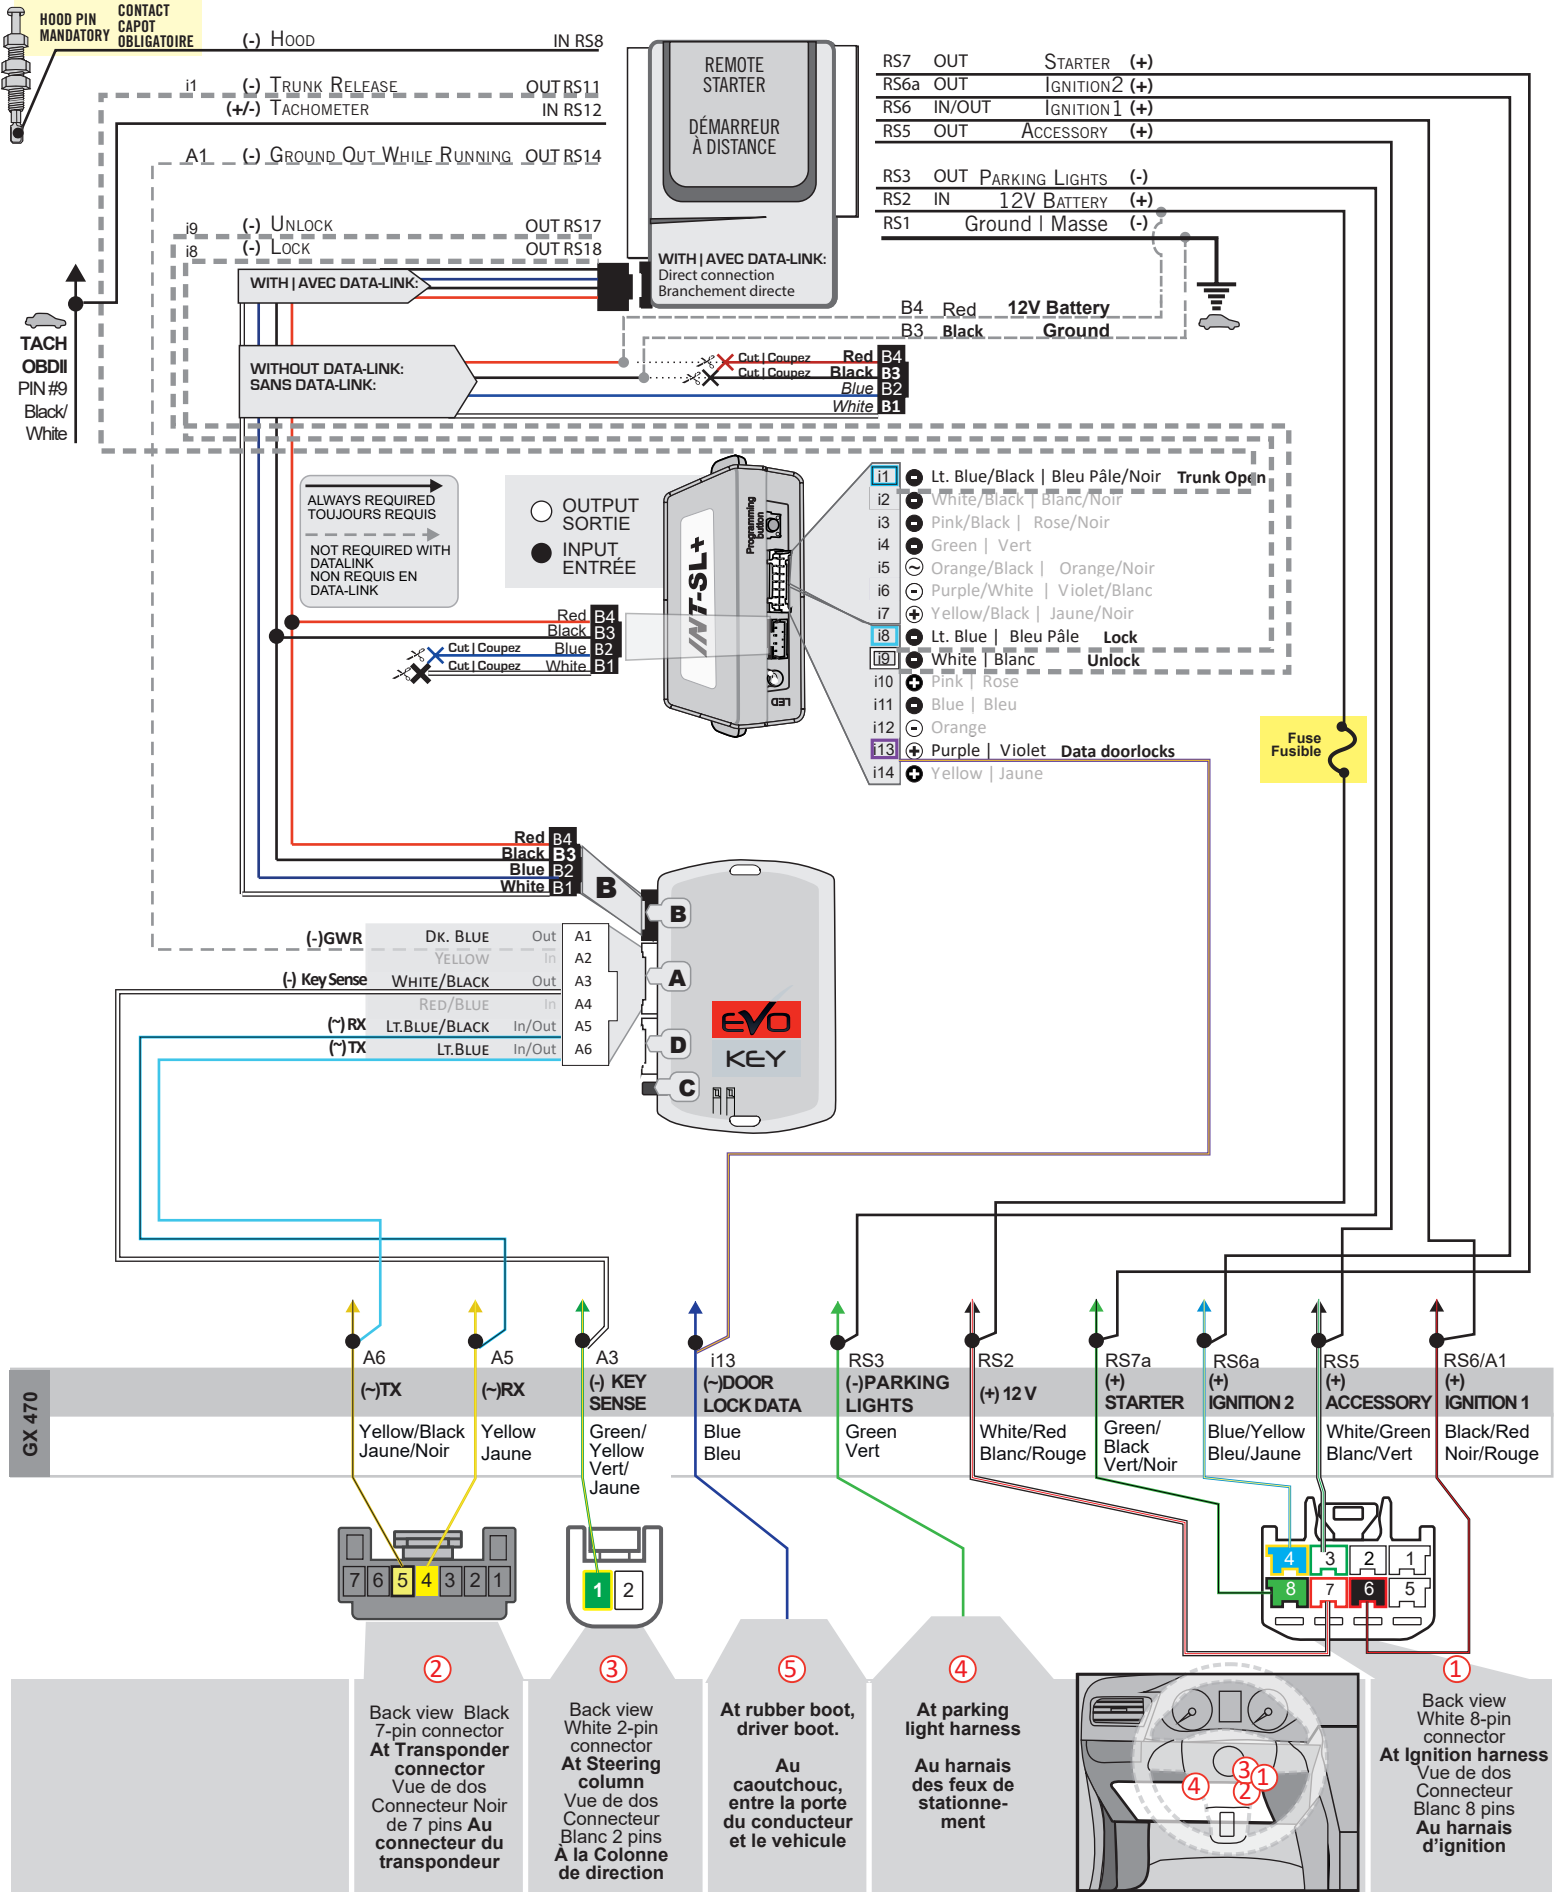 HOOD PIN MANDATORY
CONTACT CAPOT OBLIGATOIRE
(-) HOOD IN RS8
i1 (-) TRUNK RELEASE OUT RS11
(+/-) TACHOMETER IN RS12
A1 (-) GROUND OUT WHILE RUNNING OUT RS14
i9 (-) UNLOCK OUT RS17
i8 (-) LOCK OUT RS18
REMOTE STARTER
DÉMARREUR À DISTANCE
WITH | AVEC DATA-LINK:
Direct connection
Branchement directe
RS7 OUT STARTER (+)
RS6a OUT IGNITION2 (+)
RS6 IN/OUT IGNITION1 (+)
RS5 OUT ACCESSORY (+)
RS3 OUT PARKING LIGHTS (-)
RS2 IN 12V BATTERY (+)
RS1 Ground | Masse (-)
WITH | AVEC DATA-LINK:
B4 Red 12V Battery
B3 Black Ground
TACH
OBDII
PIN #9
Black/
White
WITHOUT DATA-LINK:
SANS DATA-LINK:
Cut | Coupez Red B4
Cut | Coupez Black B3
Blue B2
White B1
ALWAYS REQUIRED
TOUJOURS REQUIS
NOT REQUIRED WITH
DATALINK
NON REQUIS EN
DATA-LINK
OUTPUT
SORTIE
INPUT
ENTRÉE
Programming button
INT-SL+
LED
i1 Lt. Blue/Black | Bleu Pâle/Noir Trunk Open
i2 White/Black | Blanc/Noir
i3 Pink/Black | Rose/Noir
i4 Green | Vert
i5 Orange/Black | Orange/Noir
i6 Purple/White | Violet/Blanc
i7 Yellow/Black | Jaune/Noir
i8 Lt. Blue | Bleu Pâle Lock
i9 White | Blanc Unlock
i10 Pink | Rose
i11 Blue | Bleu
i12 Orange
i13 Purple | Violet Data doorlocks
i14 Yellow | Jaune
Red B4
Black B3
Cut | Coupez Blue B2
Cut | Coupez White B1
Fuse
Fusible
Red B4
Black B3
Blue B2
White B1
B
B
A
D
C
EVO
KEY
(-)GWR DK. BLUE Out A1
YELLOW In A2
(-) Key Sense WHITE/BLACK Out A3
RED/BLUE In A4
(~) RX LT.BLUE/BLACK In/Out A5
(~) TX LT.BLUE In/Out A6
GX 470
A6
(~)TX
Yellow/Black
Jaune/Noir
A5
(~)RX
Yellow
Jaune
A3
(-) KEY
SENSE
Green/
Yellow
Vert/
Jaune
i13
(~)DOOR
LOCK DATA
Blue
Bleu
RS3
(-)PARKING
LIGHTS
Green
Vert
RS2
(+) 12 V
White/Red
Blanc/Rouge
RS7a
(+)
STARTER
Green/
Black
Vert/Noir
RS6a
(+)
IGNITION 2
Blue/Yellow
Bleu/Jaune
RS5
(+)
ACCESSORY
White/Green
Blanc/Vert
RS6/A1
(+)
IGNITION 1
Black/Red
Noir/Rouge
7 6 5 4 3 2 1
1 2
4 3 2 1
8 7 6 5
2
Back view Black
7-pin connector
At Transponder
connector
Vue de dos
Connecteur Noir
de 7 pins Au
connecteur du
transpondeur
3
Back view
White 2-pin
connector
At Steering
column
Vue de dos
Connecteur
Blanc 2 pins
À la Colonne
de direction
5
At rubber boot,
driver boot.
Au
caoutchouc,
entre la porte
du conducteur
et le vehicule
4
At parking
light harness
Au harnais
des feux de
stationne-
ment
3
1
4
2
1
Back view
White 8-pin
connector
At Ignition harness
Vue de dos
Connecteur
Blanc 8 pins
Au harnais
d'ignition